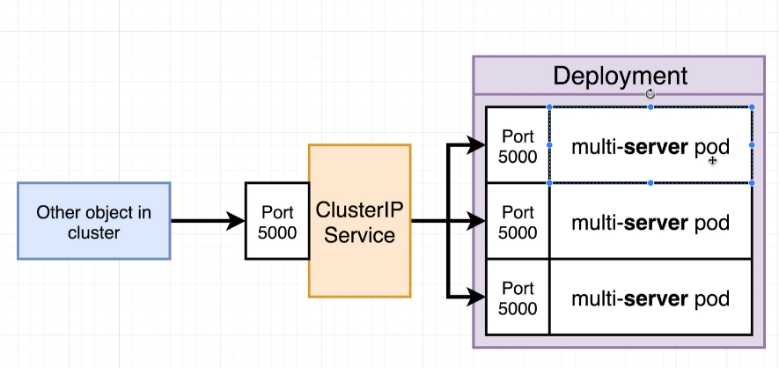 Deployment
Port
5000
multi-server pod
Other object in
cluster
Port
5000
ClusterIP
Service
Port
5000
multi-server pod
Port
5000
multi-server pod